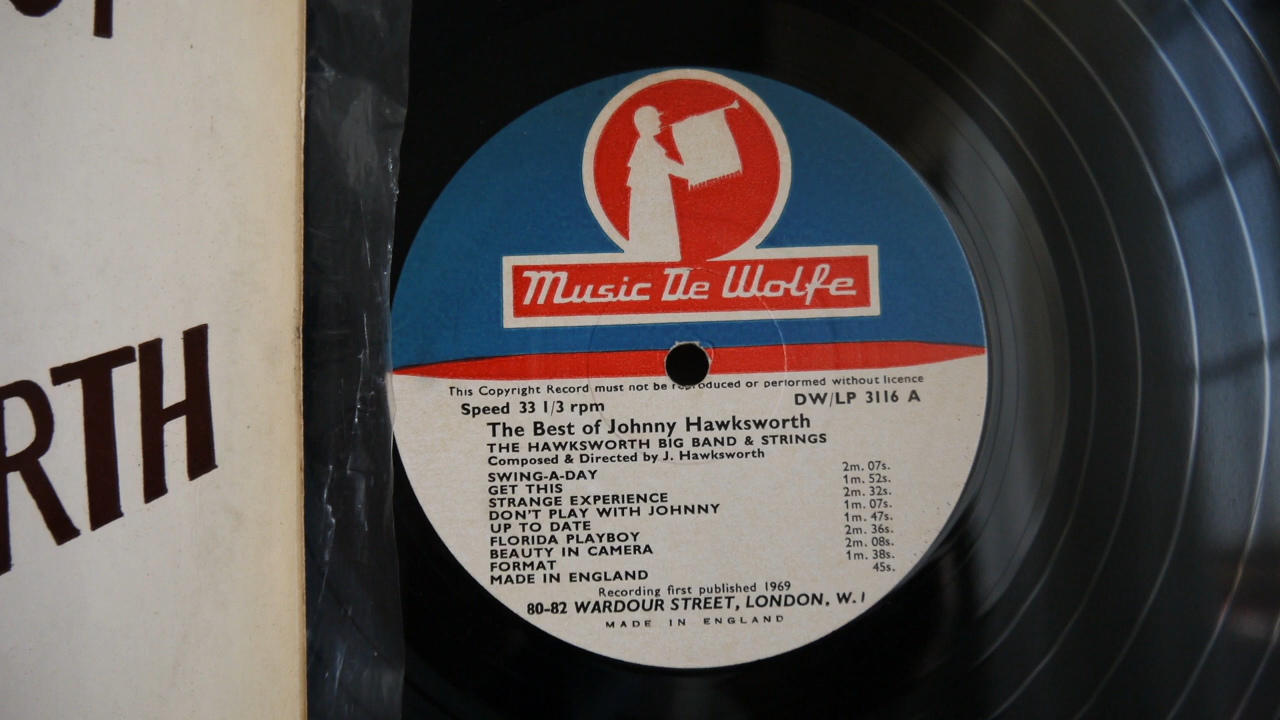 RTH
Music De Wolfe
This Copyright Record must not be reproduced or performed without licence
Speed 33 1/3 rpm
DW/LP 3116 A
The Best of Johnny Hawksworth
THE HAWKSWORTH BIG BAND & STRINGS
Composed & Directed by J. Hawksworth
SWING-A-DAY 2m. 07s.
GET THIS 1m. 52s.
STRANGE EXPERIENCE 2m. 32s.
DON'T PLAY WITH JOHNNY 1m. 07s.
UP TO DATE 1m. 47s.
FLORIDA PLAYBOY 2m. 36s.
BEAUTY IN CAMERA 2m. 08s.
FORMAT 1m. 38s.
MADE IN ENGLAND 45s.
Recording first published 1969
80-82 WARDOUR STREET, LONDON, W.1
MADE IN ENGLAND